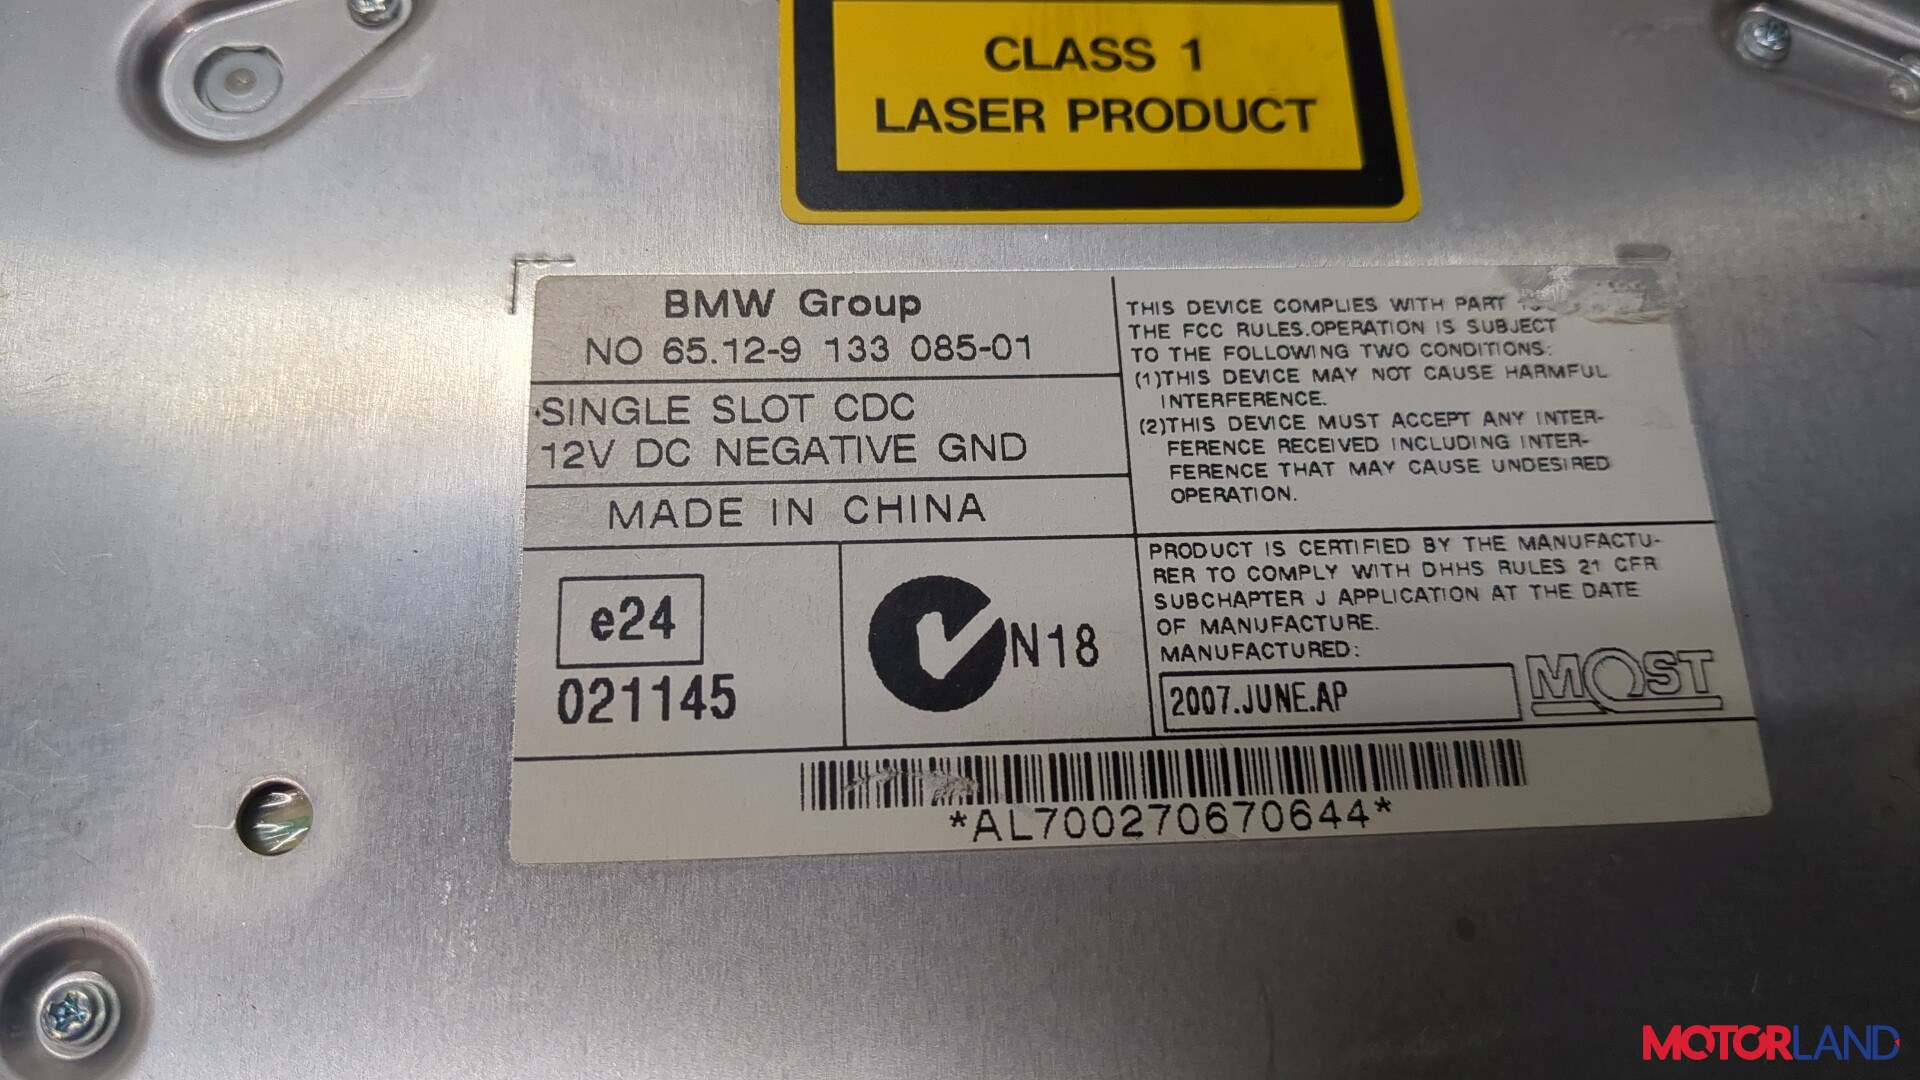 CLASS 1
LASER PRODUCT
BMW Group
NO 65.12-9 133 085-01
SINGLE SLOT CDC
12V DC NEGATIVE GND
MADE IN CHINA
e24
021145
N18
THIS DEVICE COMPLIES WITH PART
THE FCC RULES.OPERATION IS SUBJECT
TO THE FOLLOWING TWO CONDITIONS:
(1)THIS DEVICE MAY NOT CAUSE HARMFUL
INTERFERENCE.
(2)THIS DEVICE MUST ACCEPT ANY INTER-
FERENCE RECEIVED INCLUDING INTER-
FERENCE THAT MAY CAUSE UNDESIRED
OPERATION.
PRODUCT IS CERTIFIED BY THE MANUFACTU-
RER TO COMPLY WITH DHHS RULES 21 CFR
SUBCHAPTER J APPLICATION AT THE DATE
OF MANUFACTURE.
MANUFACTURED:
2007.JUNE.AP
MOST
*AL700270670644*
MOTORLAND